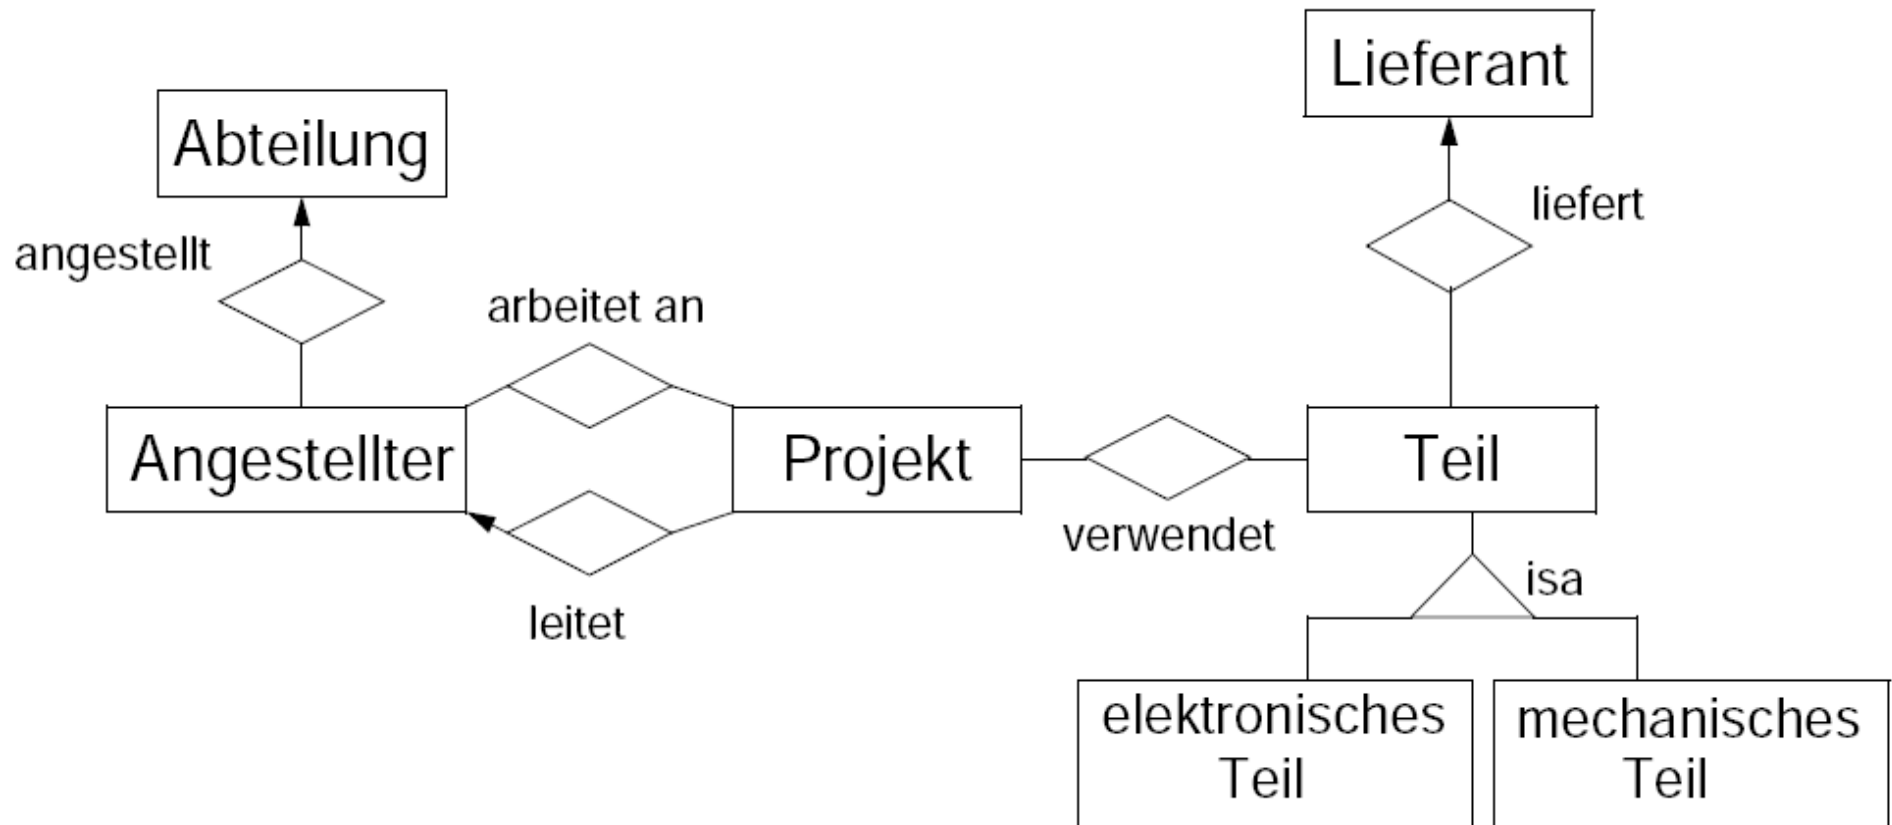 Lieferant
Abteilung
liefert
angestellt
arbeitet an
Angestellter
Projekt
Teil
verwendet
isa
leitet
elektronisches
Teil
mechanisches
Teil